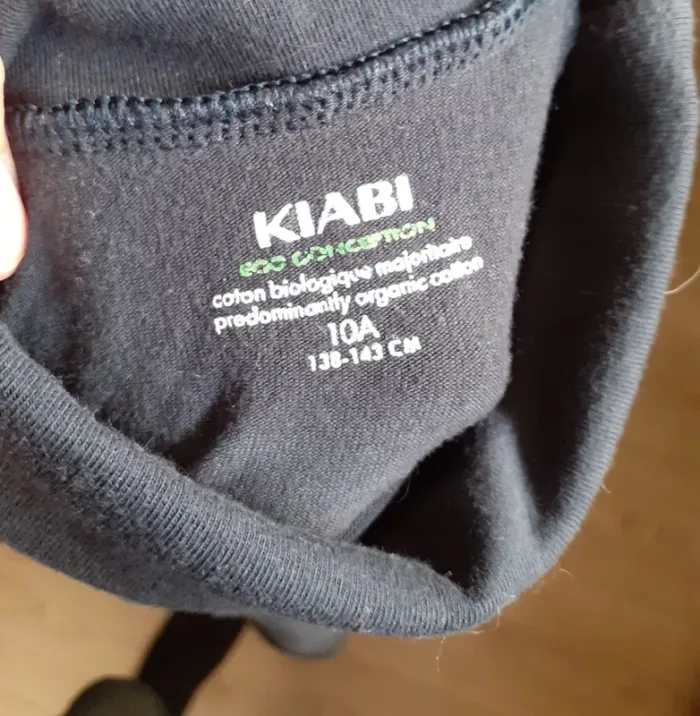 KIABI
ECO CONCEPTION
coton biologique majoritaire
predominantly organic cotton
10A
138-143 CM